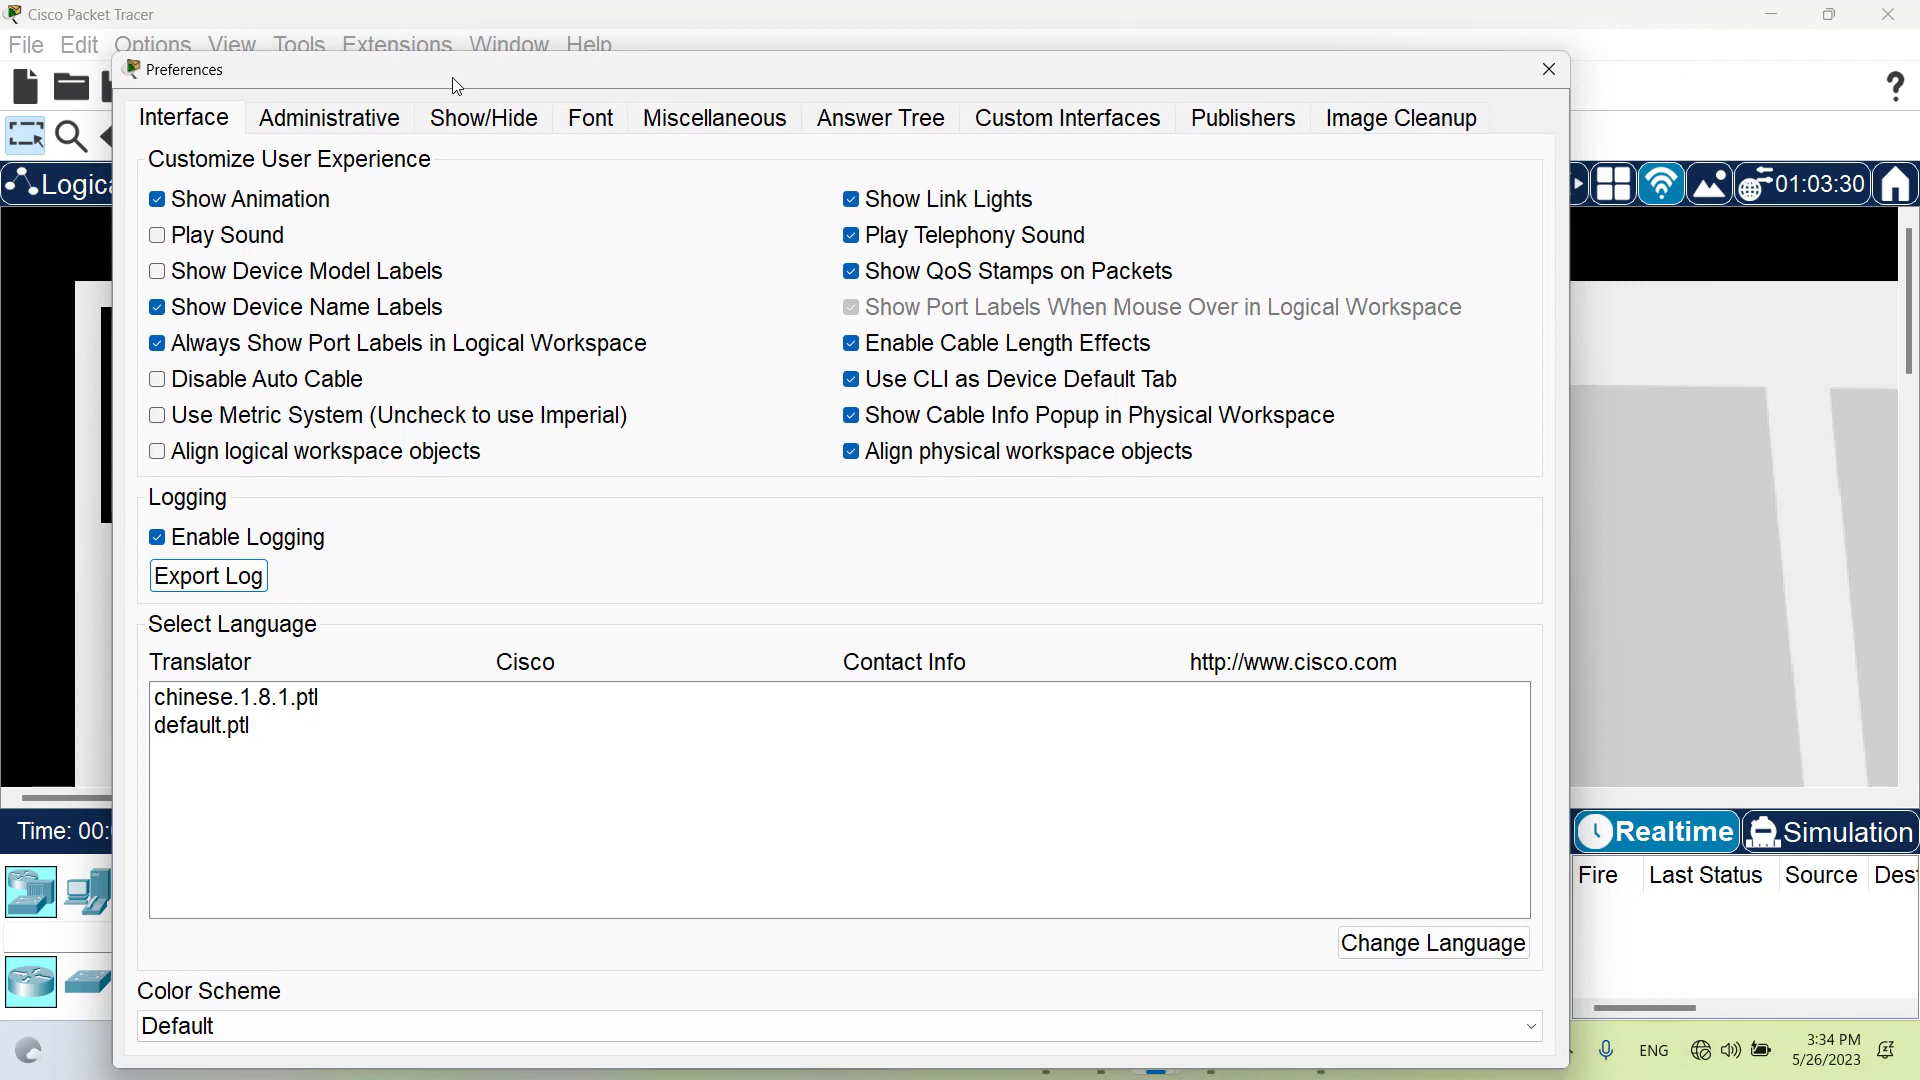 Cisco Packet Tracer
File Edit Options View Tools Extensions Window Help
Preferences
Interface Administrative Show/Hide Font Miscellaneous Answer Tree Custom Interfaces Publishers Image Cleanup
Customize User Experience
Show Animation
Show Link Lights
Play Sound
Play Telephony Sound
Show Device Model Labels
Show QoS Stamps on Packets
Show Device Name Labels
Show Port Labels When Mouse Over in Logical Workspace
Always Show Port Labels in Logical Workspace
Enable Cable Length Effects
Disable Auto Cable
Use CLI as Device Default Tab
Use Metric System (Uncheck to use Imperial)
Show Cable Info Popup in Physical Workspace
Align logical workspace objects
Align physical workspace objects
Logging
Enable Logging
Export Log
Select Language
Translator Cisco Contact Info http://www.cisco.com
chinese.1.8.1.ptl
default.ptl
Change Language
Color Scheme
Default
Logica
01:03:30
Time: 00:
Realtime Simulation
Fire Last Status Source Des
ENG
3:34 PM
5/26/2023